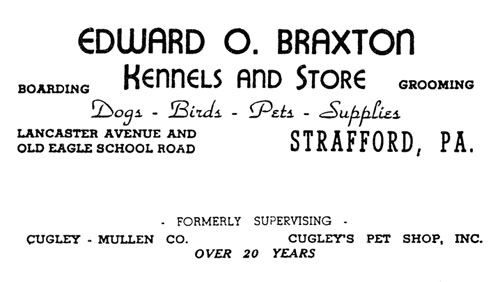 EDWARD O. BRAXTON
KENNELS AND STORE
BOARDING
GROOMING
Dogs - Birds - Pets - Supplies
LANCASTER AVENUE AND
OLD EAGLE SCHOOL ROAD
STRAFFORD, PA.
- FORMERLY SUPERVISING -
CUGLEY - MULLEN CO. CUGLEY'S PET SHOP, INC.
OVER 20 YEARS